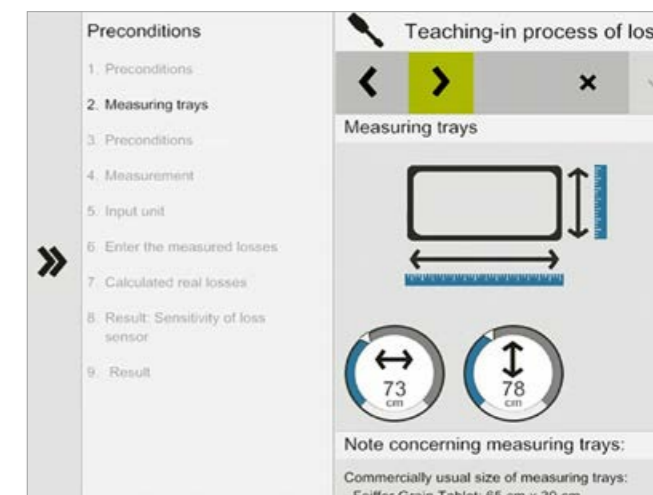 Preconditions
1. Preconditions
2. Measuring trays
3. Preconditions
4. Measurement
5. Input unit
6. Enter the measured losses
7. Calculated real losses
8. Result: Sensitivity of loss
sensor
9. Result
Teaching-in process of los
Measuring trays
73
cm
78
cm
Note concerning measuring trays:
Commercially usual size of measuring trays: